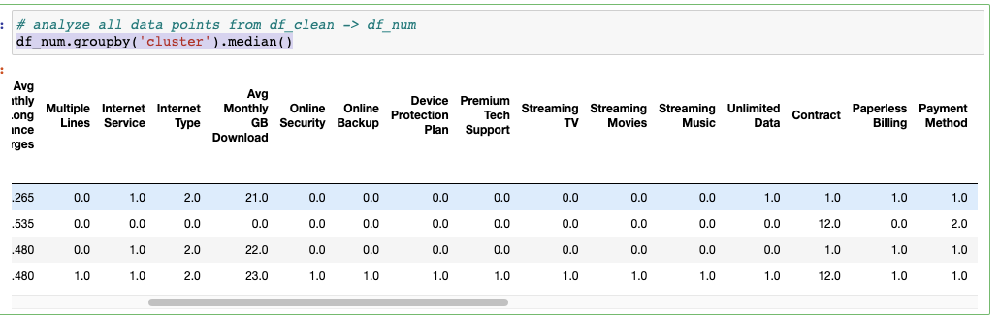 :
# analyze all data points from df_clean -> df_num
df_num.groupby('cluster').median()
:
Avg
thly
Long
nce
rges
Multiple
Lines
Internet
Service
Internet
Type
Avg
Monthly
GB
Download
Online
Security
Online
Backup
Device
Protection
Plan
Premium
Tech
Support
Streaming
TV
Streaming
Movies
Streaming
Music
Unlimited
Data
Contract
Paperless
Billing
Payment
Method
.265 0.0 1.0 2.0 21.0 0.0 0.0 0.0 0.0 0.0 0.0 0.0 1.0 1.0 1.0 1.0
.535 0.0 0.0 0.0 0.0 0.0 0.0 0.0 0.0 0.0 0.0 0.0 0.0 12.0 0.0 2.0
.480 0.0 1.0 2.0 22.0 0.0 0.0 0.0 0.0 0.0 0.0 0.0 0.0 1.0 1.0 1.0
.480 1.0 1.0 2.0 23.0 1.0 1.0 1.0 1.0 1.0 1.0 1.0 1.0 12.0 1.0 1.0